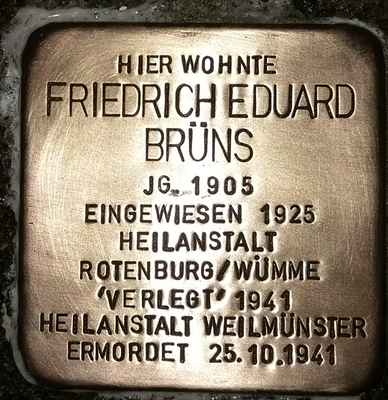 HIER WOHNTE
FRIEDRICH EDUARD
BRÜNS
JG. 1905
EINGEWIESEN 1925
HEILANSTALT
ROTENBURG/WÜMME
'VERLEGT' 1941
HEILANSTALT WEILMÜNSTER
ERMORDET 25.10.1941